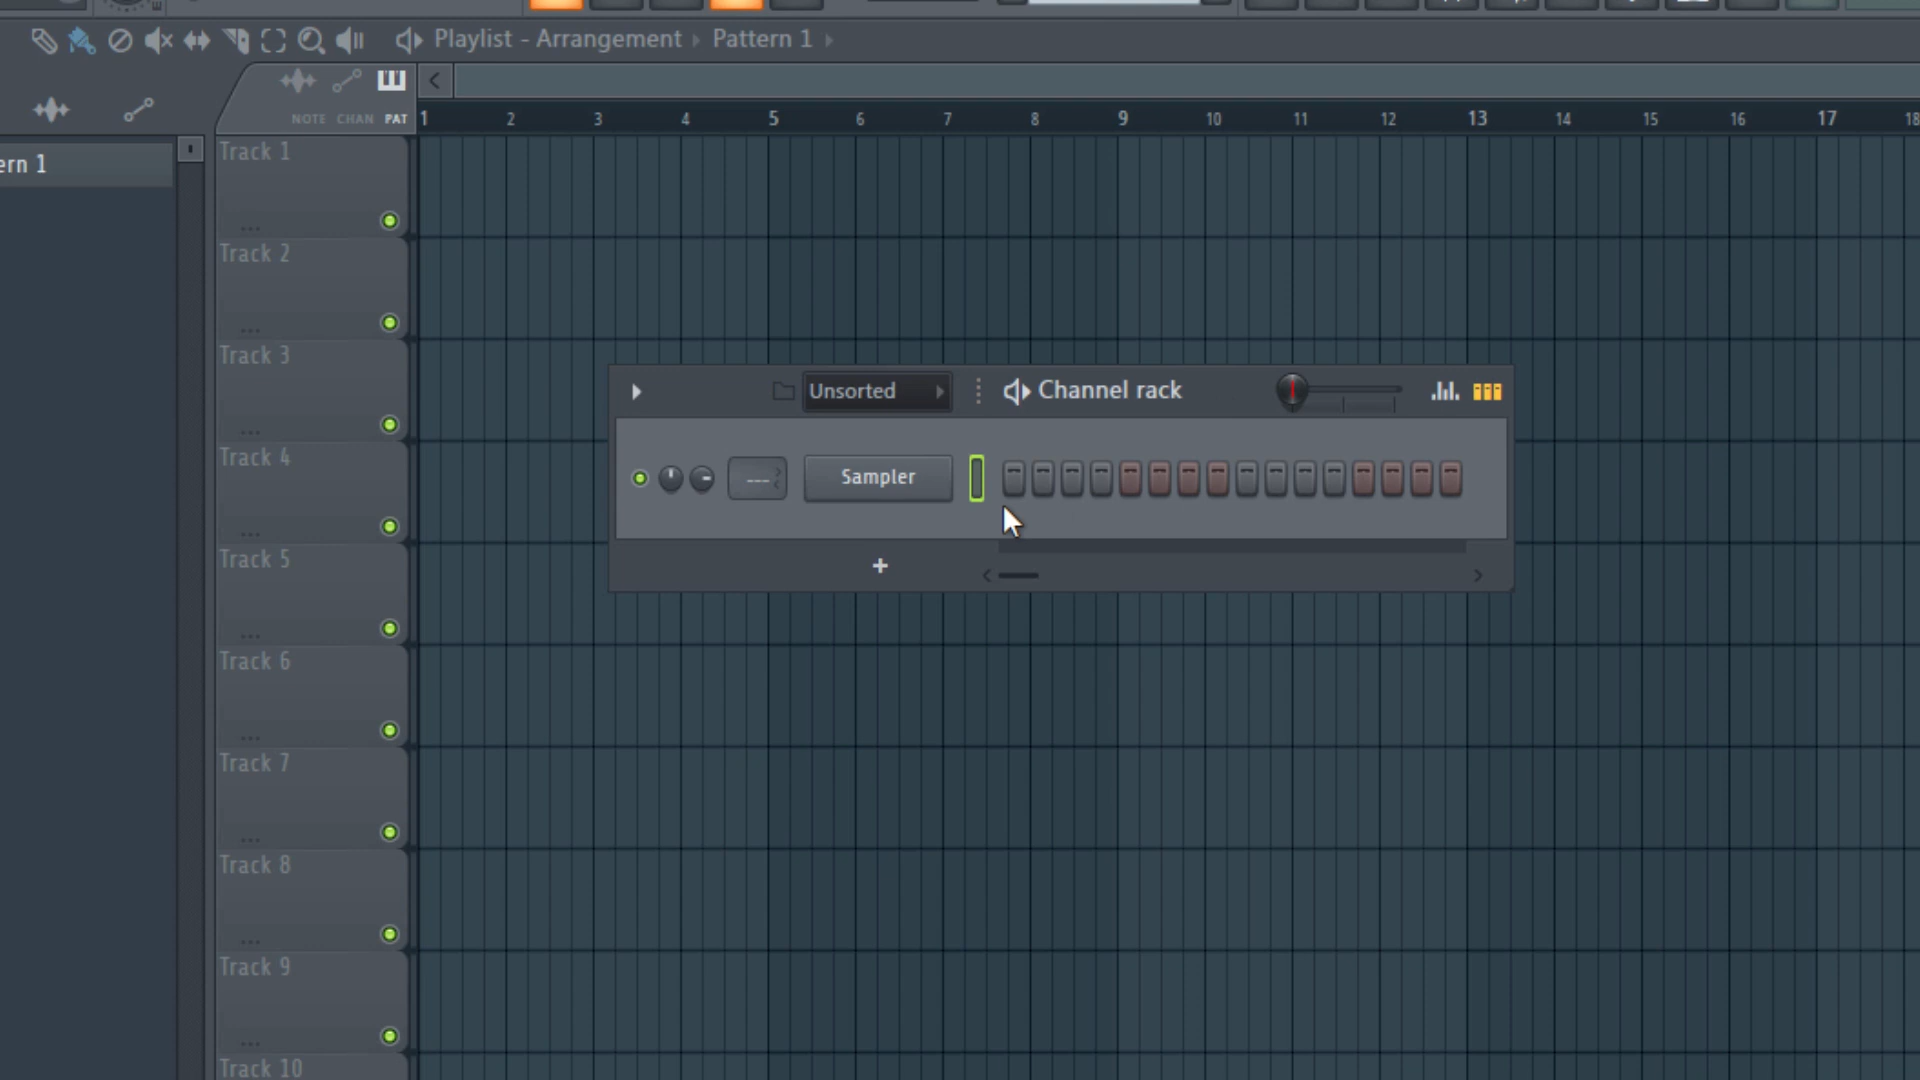 Playlist - Arrangement › Pattern 1 ›
NOTE CHAN PAT
1 2 3 4 5 6 7 8 9 10 11 12 13 14 15 16 17 18
ern 1
Track 1
Track 2
Track 3
Unsorted
Channel rack
Track 4
---
Sampler
+
Track 5
Track 6
Track 7
Track 8
Track 9
Track 10